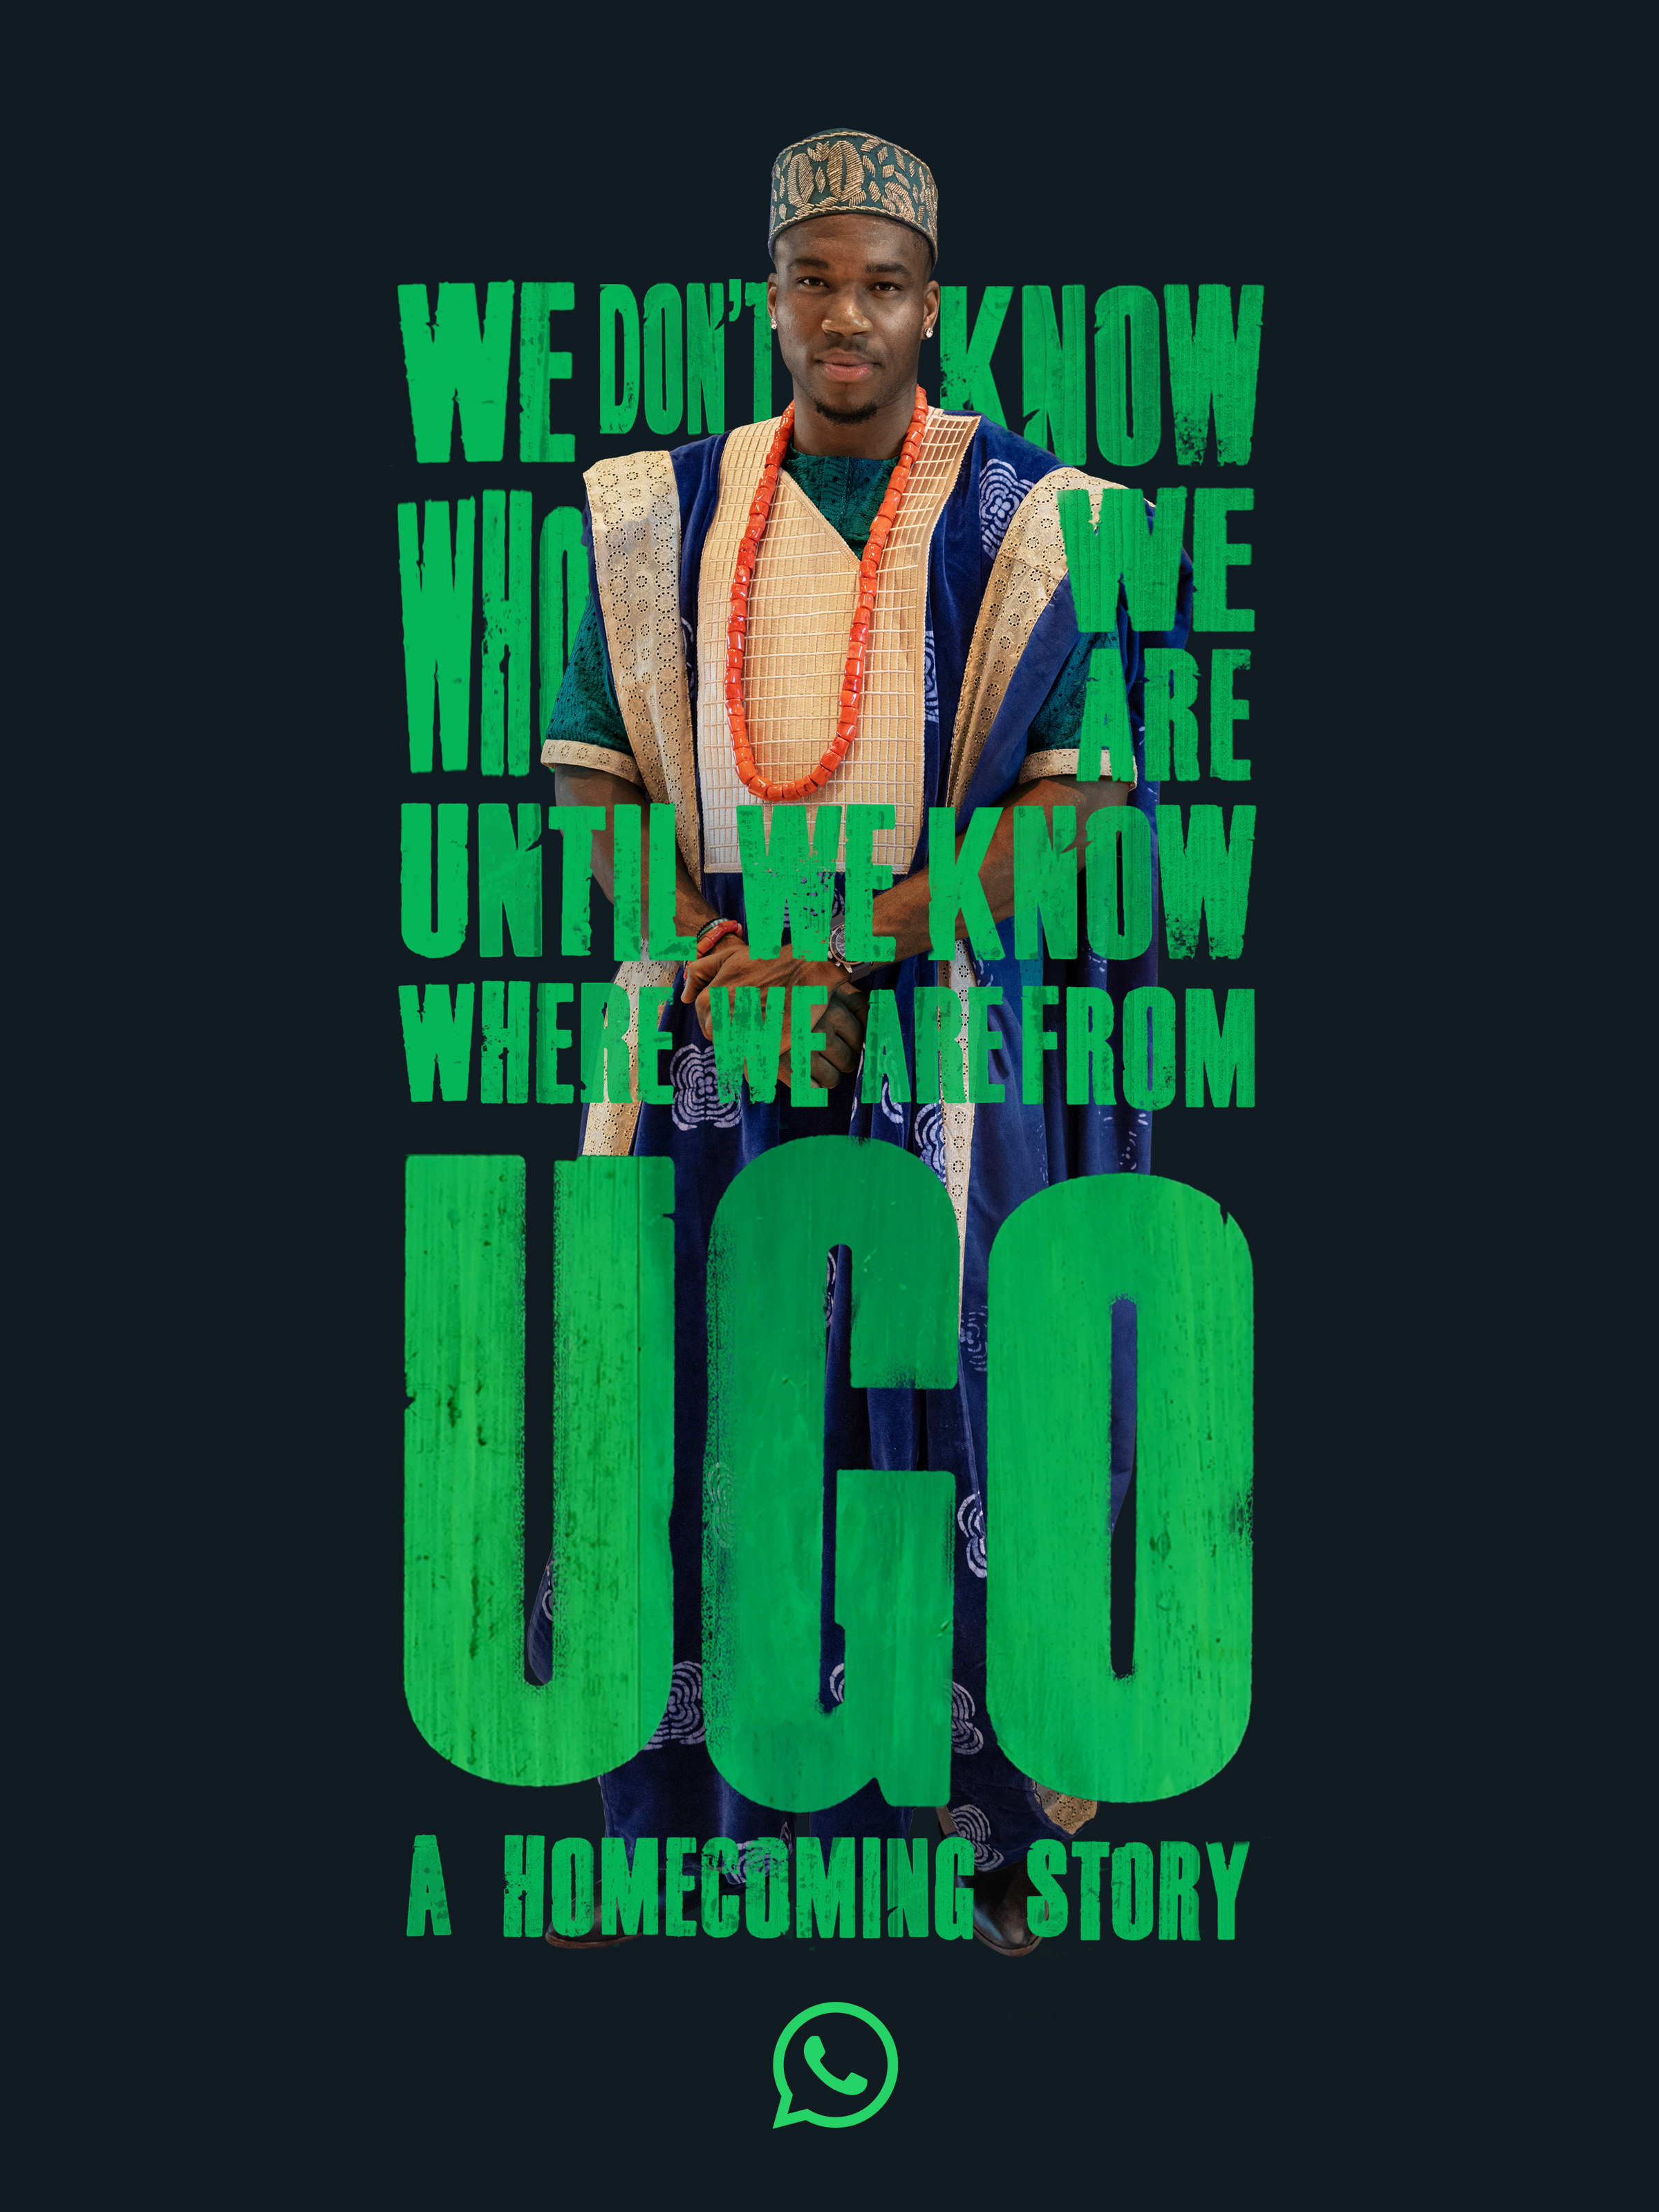 WE DON'T KNOW
WHO WE
ARE
UNTIL WE KNOW
WHERE WE ARE FROM
UGO
A HOMECOMING STORY